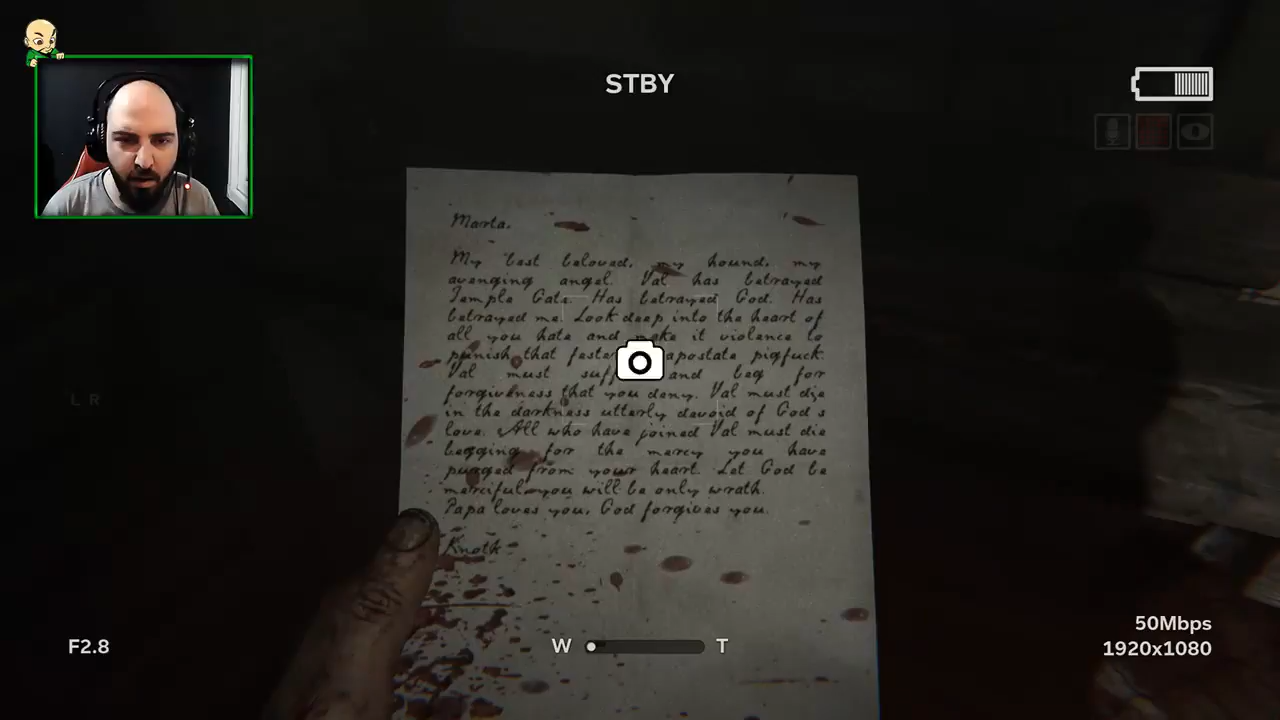 STBY
Marta.
My best beloved, my hound, my
avenging angel. Val has betrayed
Temple Gate. Has betrayed God. Has
betrayed me. Look deep into the heart of
all you hate and make it violence to
punish that apostate pigfuck.
Val must and beg for
forgiveness that you deny. Val must die
in the darkness utterly devoid of God s
love. All who have joined Val must die
begging for the mercy you have
purged from your heart. Let God be
merciful you will be only wrath.
Papa loves you, God forgives you.
Knoth
L R
F2.8
W T
50Mbps
1920x1080